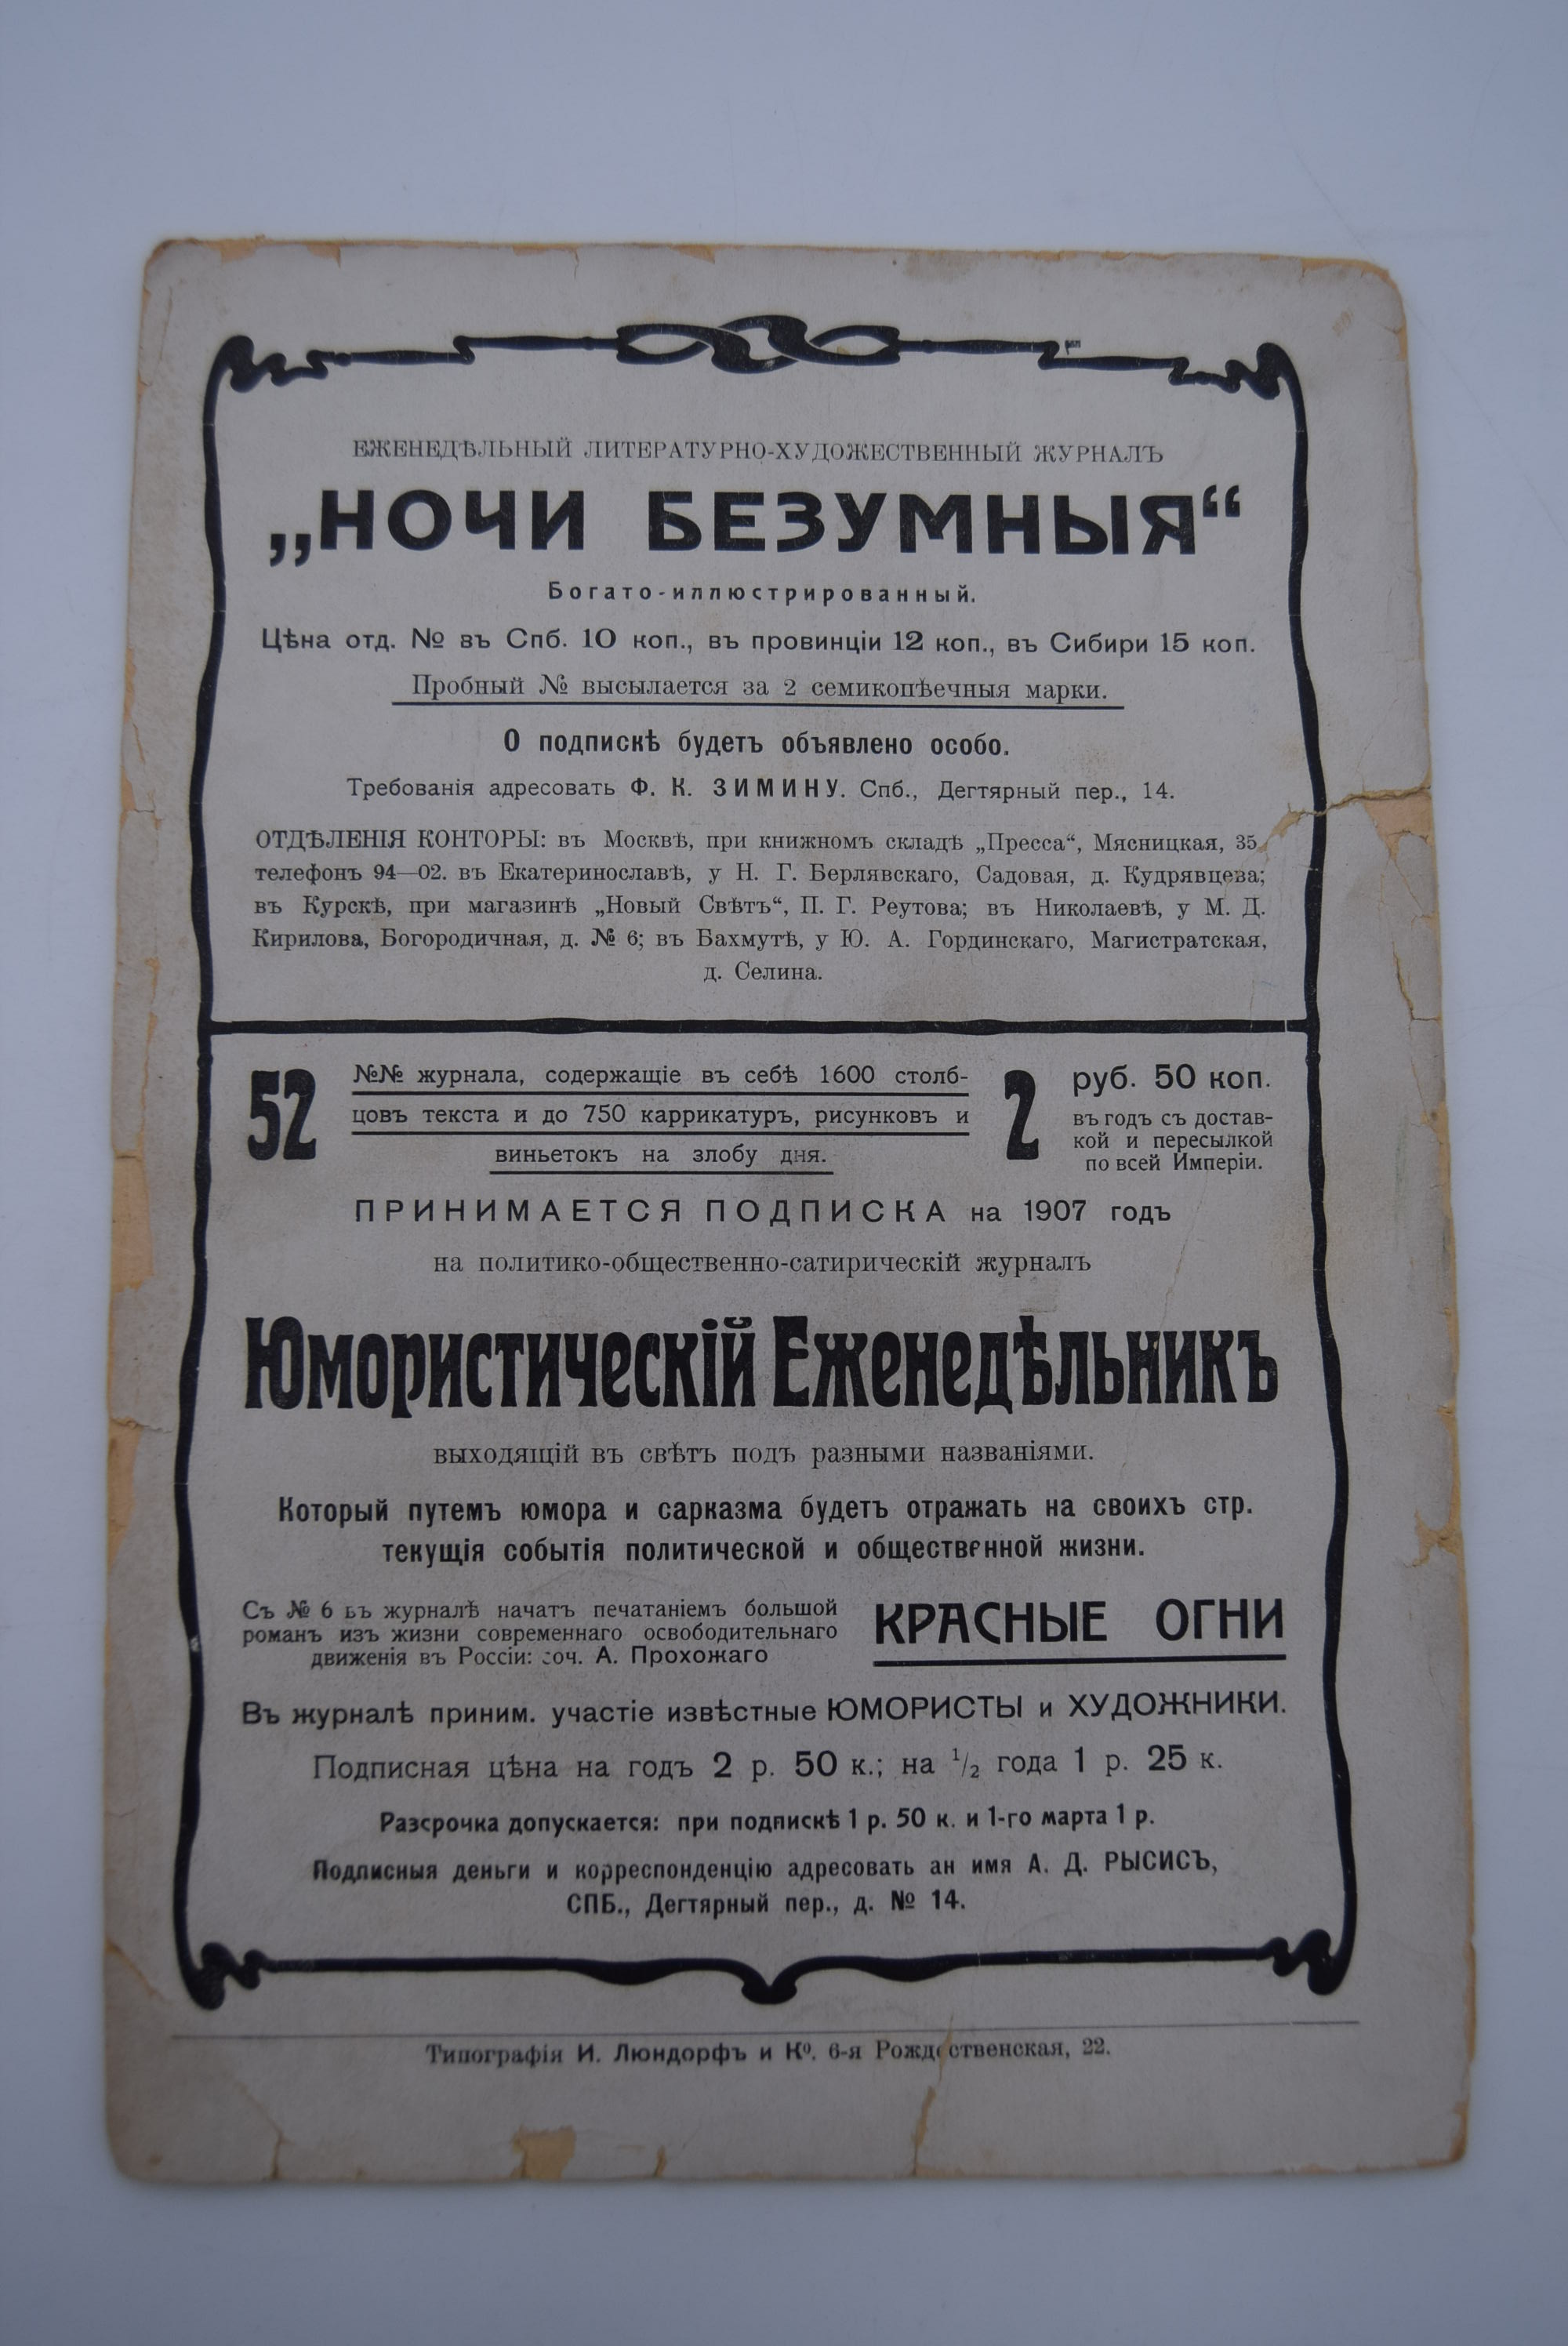 ЕЖЕНЕДѢЛЬНЫЙ ЛИТЕРАТУРНО-ХУДОЖЕСТВЕННЫЙ ЖУРНАЛЪ
„НОЧИ БЕЗУМНЫЯ“
Богато-иллюстрированный.
Цѣна отд. № въ Спб. 10 коп., въ провинціи 12 коп., въ Сибири 15 коп.
Пробный № высылается за 2 семикопѣечныя марки.
О подпискѣ будетъ объявлено особо.
Требованія адресовать Ф. К. ЗИМИНУ. Спб., Дегтярный пер., 14.
ОТДѢЛЕНІЯ КОНТОРЫ: въ Москвѣ, при книжномъ складѣ „Пресса“, Мясницкая, 35,
телефонъ 94—02. въ Екатеринославѣ, у Н. Г. Берлявскаго, Садовая, д. Кудрявцева;
въ Курскѣ, при магазинѣ „Новый Свѣтъ“, П. Г. Реутова; въ Николаевѣ, у М. Д.
Кирилова, Богородичная, д. № 6; въ Бахмутѣ, у Ю. А. Гординскаго, Магистратская,
д. Селина.
52
№№ журнала, содержащіе въ себѣ 1600 столб-
цовъ текста и до 750 каррикатуръ, рисунковъ и
виньетокъ на злобу дня.
2
руб. 50 коп.
въ годъ съ достав-
кой и пересылкой
по всей Имперіи.
ПРИНИМАЕТСЯ ПОДПИСКА на 1907 годъ
на политико-общественно-сатирическій журналъ
Юмористическій Еженедѣльникъ
выходящій въ свѣтъ подъ разными названіями.
Который путемъ юмора и сарказма будетъ отражать на своихъ стр.
текущія событія политической и общественной жизни.
Съ № 6 въ журналѣ начатъ печатаніемъ большой
романъ изъ жизни современнаго освободительнаго
движенія въ Россіи: соч. А. Прохожаго
КРАСНЫЕ ОГНИ
Въ журналѣ приним. участіе извѣстные ЮМОРИСТЫ и ХУДОЖНИКИ.
Подписная цѣна на годъ 2 р. 50 к.; на 1/2 года 1 р. 25 к.
Разсрочка допускается: при подпискѣ 1 р. 50 к. и 1-го марта 1 р.
Подписныя деньги и корреспонденцію адресовать ан имя А. Д. РЫСИСЪ,
СПБ., Дегтярный пер., д. № 14.
Типографія И. Люндорфъ и Кº. 6-я Рождественская, 22.